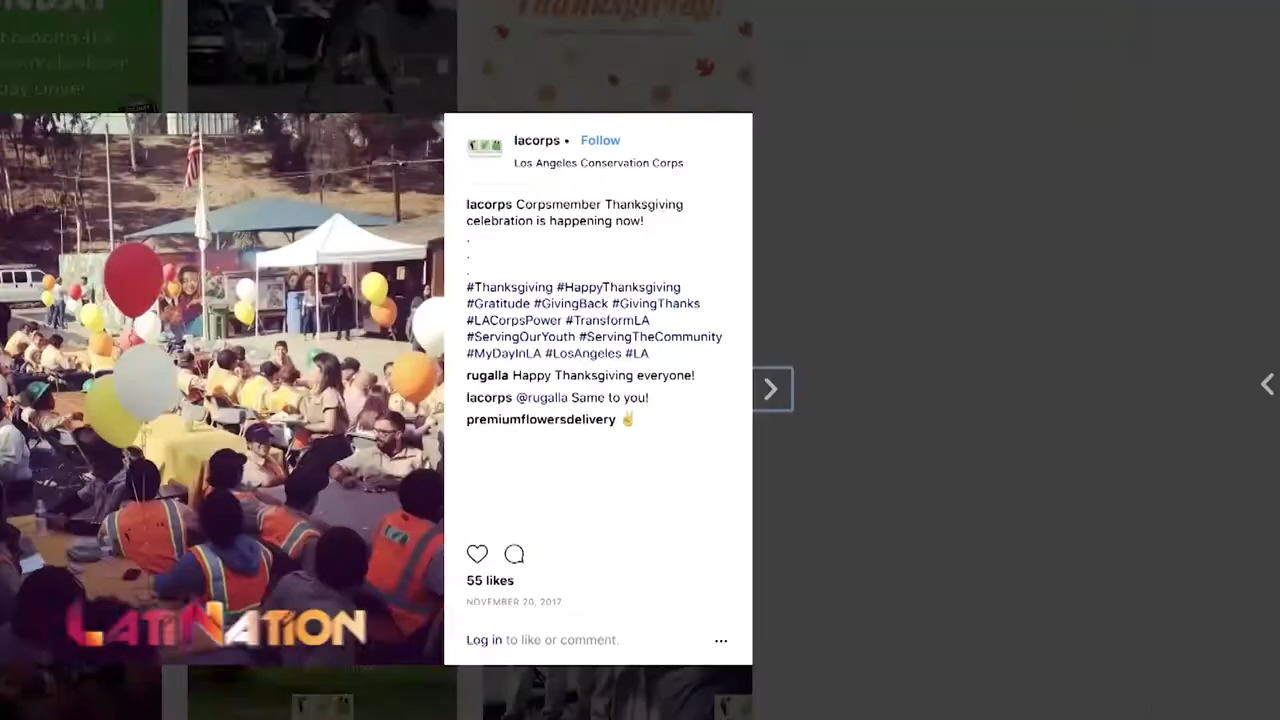 Thanksgiving!
lacorps • Follow
Los Angeles Conservation Corps
lacorps Corpsmember Thanksgiving
celebration is happening now!
.
.
.
#Thanksgiving #HappyThanksgiving
#Gratitude #GivingBack #GivingThanks
#LACorpsPower #TransformLA
#ServingOurYouth #ServingTheCommunity
#MyDayInLA #LosAngeles #LA
rugalla Happy Thanksgiving everyone!
lacorps @rugalla Same to you!
premiumflowersdelivery ✌
55 likes
NOVEMBER 20, 2017
Log in to like or comment.
LATINATION